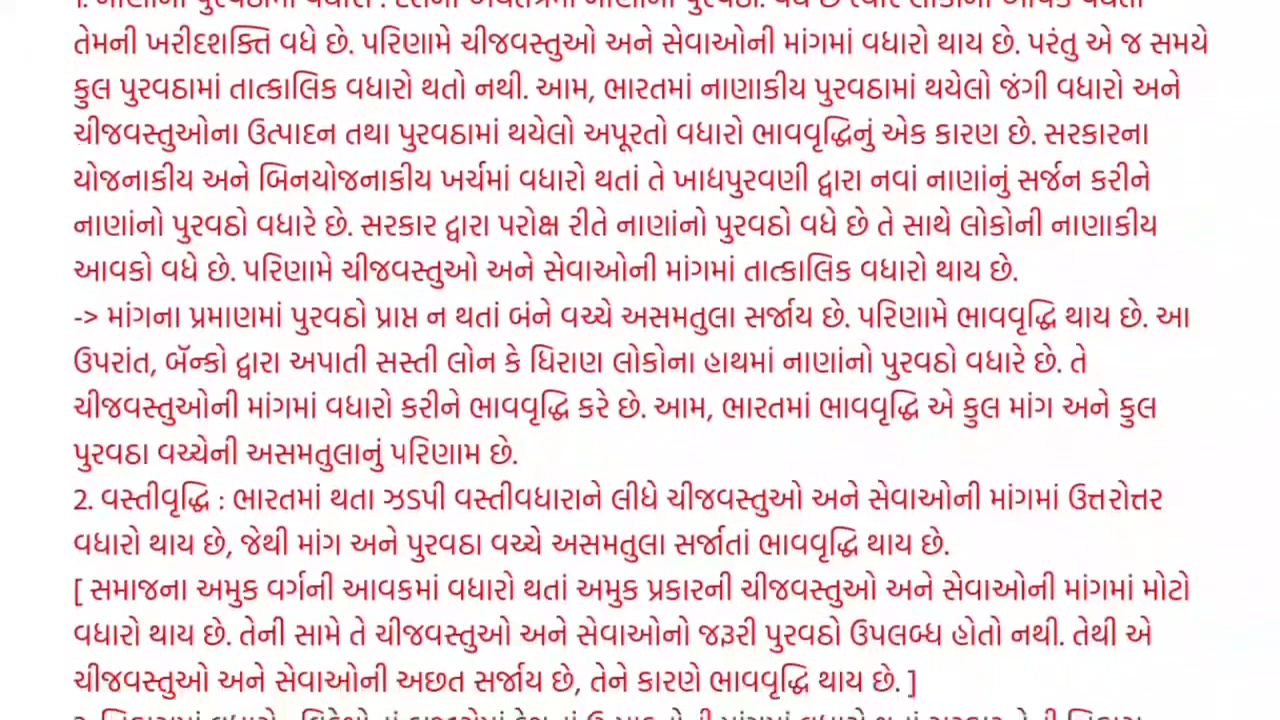 તેમની ખરીદશક્તિ વધે છે. પરિણામે ચીજવસ્તુઓ અને સેવાઓની માંગમાં વધારો થાય છે. પરંતુ એ જ સમયે
કુલ પુરવઠામાં તાત્કાલિક વધારો થતો નથી. આમ, ભારતમાં નાણાકીય પુરવઠામાં થયેલો જંગી વધારો અને
ચીજવસ્તુઓના ઉત્પાદન તથા પુરવઠામાં થયેલો અપૂરતો વધારો ભાવવૃદ્ધિનું એક કારણ છે. સરકારના
યોજનાકીય અને બિનયોજનાકીય ખર્ચમાં વધારો થતાં તે ખાધપુરવણી દ્વારા નવાં નાણાંનું સર્જન કરીને
નાણાંનો પુરવઠો વધારે છે. સરકાર દ્વારા પરોક્ષ રીતે નાણાંનો પુરવઠો વધે છે તે સાથે લોકોની નાણાકીય
આવકો વધે છે. પરિણામે ચીજવસ્તુઓ અને સેવાઓની માંગમાં તાત્કાલિક વધારો થાય છે.
-> માંગના પ્રમાણમાં પુરવઠો પ્રાપ્ત ન થતાં બંને વચ્ચે અસમતુલા સર્જાય છે. પરિણામે ભાવવૃદ્ધિ થાય છે. આ
ઉપરાંત, બૅન્કો દ્વારા અપાતી સસ્તી લોન કે ધિરાણ લોકોના હાથમાં નાણાંનો પુરવઠો વધારે છે. તે
ચીજવસ્તુઓની માંગમાં વધારો કરીને ભાવવૃદ્ધિ કરે છે. આમ, ભારતમાં ભાવવૃદ્ધિ એ કુલ માંગ અને કુલ
પુરવઠા વચ્ચેની અસમતુલાનું પરિણામ છે.
2. વસ્તીવૃદ્ધિ : ભારતમાં થતા ઝડપી વસ્તીવધારાને લીધે ચીજવસ્તુઓ અને સેવાઓની માંગમાં ઉત્તરોત્તર
વધારો થાય છે, જેથી માંગ અને પુરવઠા વચ્ચે અસમતુલા સર્જાતાં ભાવવૃદ્ધિ થાય છે.
[ સમાજના અમુક વર્ગની આવકમાં વધારો થતાં અમુક પ્રકારની ચીજવસ્તુઓ અને સેવાઓની માંગમાં મોટો
વધારો થાય છે. તેની સામે તે ચીજવસ્તુઓ અને સેવાઓનો જરૂરી પુરવઠો ઉપલબ્ધ હોતો નથી. તેથી એ
ચીજવસ્તુઓ અને સેવાઓની અછત સર્જાય છે, તેને કારણે ભાવવૃદ્ધિ થાય છે. ]